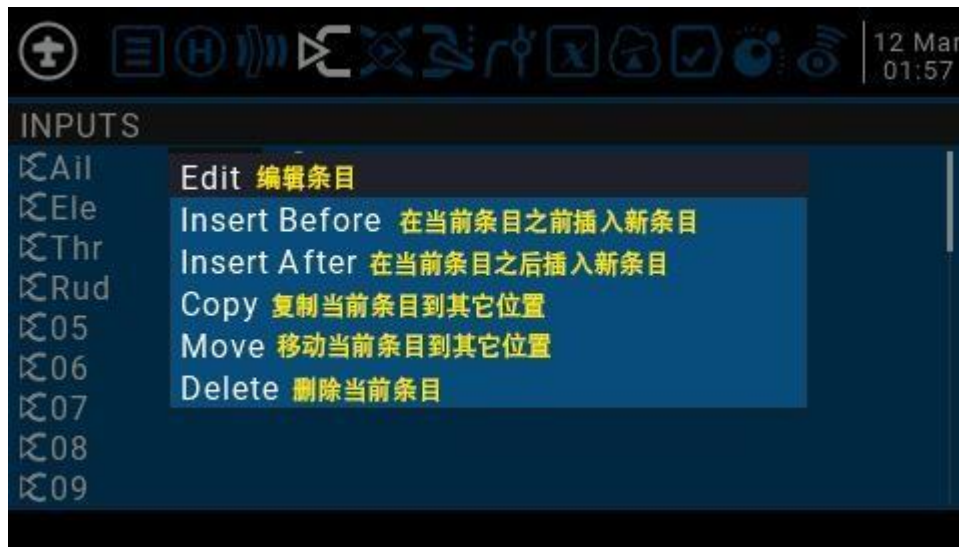 12 Mar
01:57
INPUTS
Ail
Ele
Thr
Rud
05
06
07
08
09
Edit 编辑条目
Insert Before 在当前条目之前插入新条目
Insert After 在当前条目之后插入新条目
Copy 复制当前条目到其它位置
Move 移动当前条目到其它位置
Delete 删除当前条目